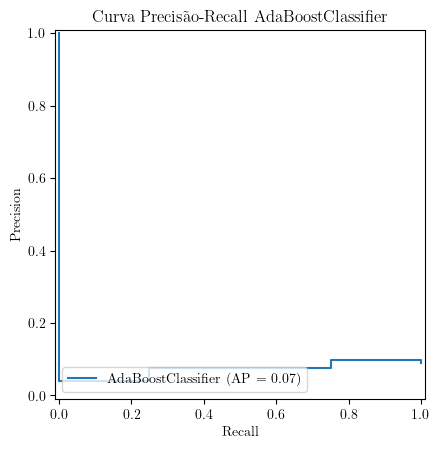 Curva Precisão-Recall AdaBoostClassifier
1.0
0.8
0.6
0.4
0.2
0.0
Precision
AdaBoostClassifier (AP = 0.07)
0.0 0.2 0.4 0.6 0.8 1.0
Recall